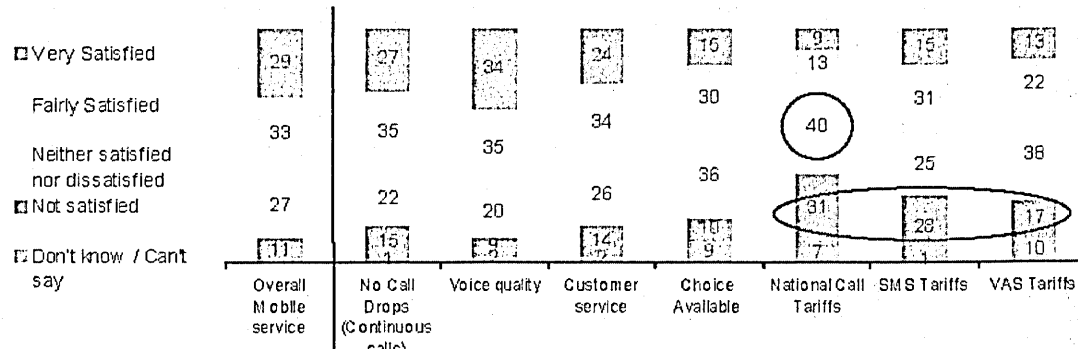 Very Satisfied
Fairly Satisfied
Neither satisfied
nor dissatisfied
Not satisfied
Don't know / Can't
say
29 27 34 24 15 9 15 13
13
33 35 35 34 30 40 31 22
27 22 20 26 36 31 25 38
11 15 9 14 10 28 17
9 7 1 10
Overall
Mobile
service
No Call
Drops
(Continuous
calls)
Voice quality
Customer
service
Choice
Available
National Call
Tariffs
SMS Tariffs
VAS Tariffs